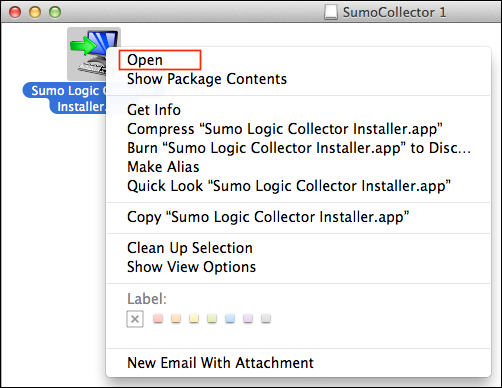 SumoCollector 1
Sumo Logic C
Installer.a
Open
Show Package Contents
Get Info
Compress “Sumo Logic Collector Installer.app”
Burn “Sumo Logic Collector Installer.app” to Disc...
Make Alias
Quick Look “Sumo Logic Collector Installer.app”
Copy “Sumo Logic Collector Installer.app”
Clean Up Selection
Show View Options
Label:
New Email With Attachment